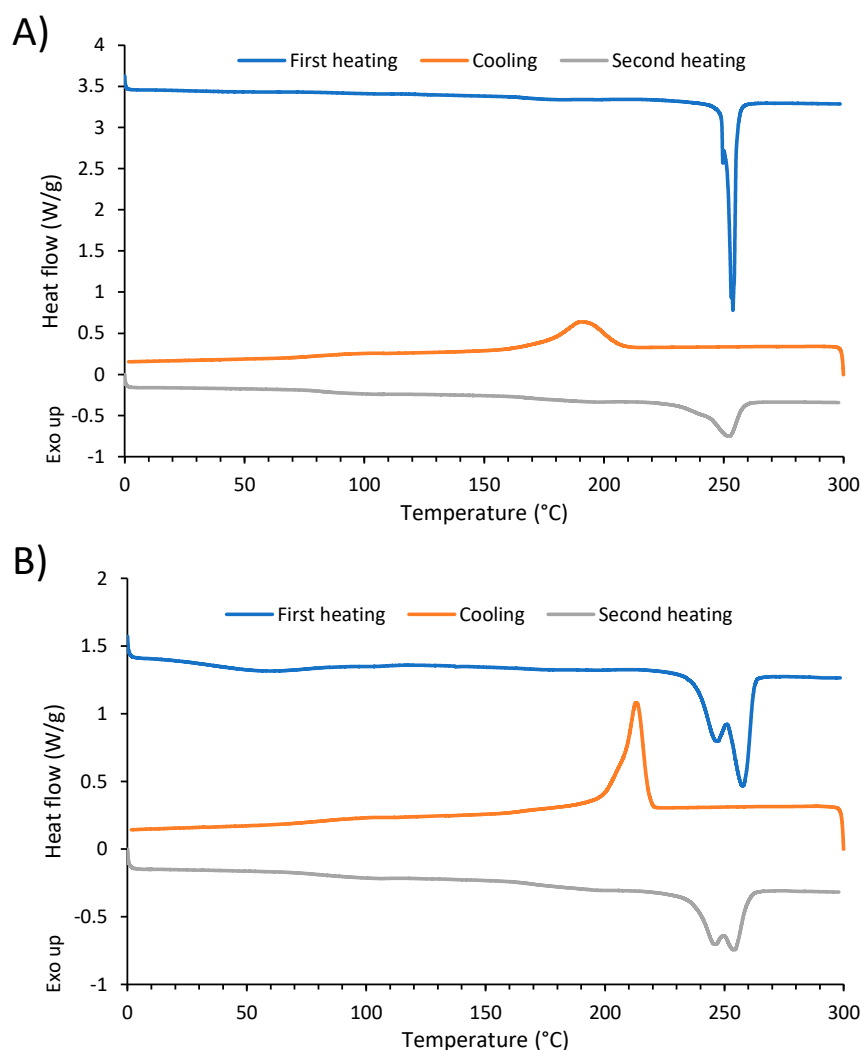 A)
First heating Cooling Second heating
Heat flow (W/g)
Exo up
4
3.5
3
2.5
2
1.5
1
0.5
0
-0.5
-1
0 50 100 150 200 250 300
Temperature (°C)
B)
First heating Cooling Second heating
Heat flow (W/g)
Exo up
2
1.5
1
0.5
0
-0.5
-1
0 50 100 150 200 250 300
Temperature (°C)